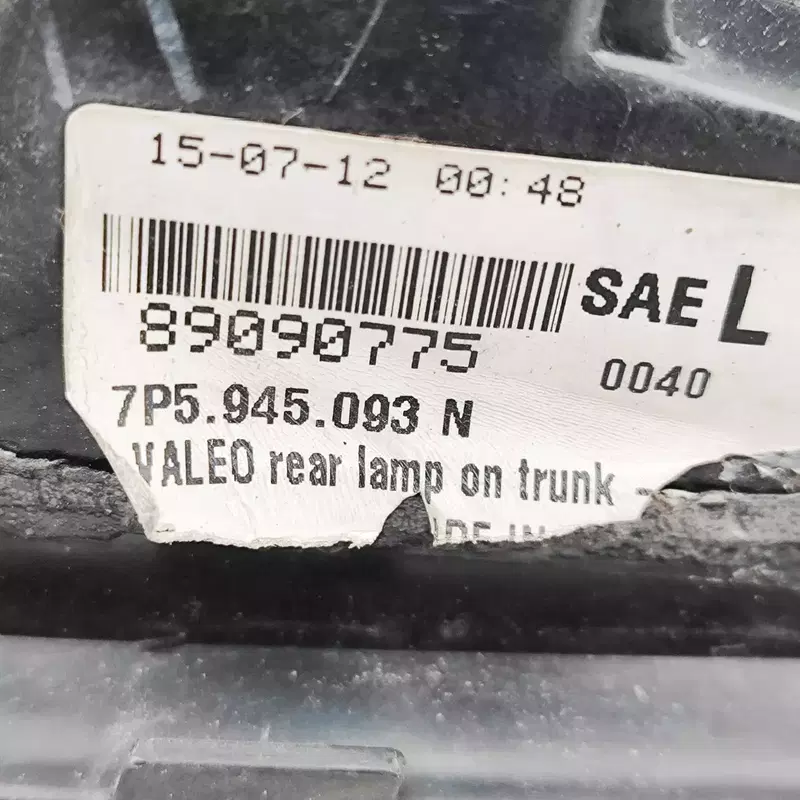 15-07-12 00:48
SAE L
89090775
0040
7P5.945.093 N
VALEO rear lamp on trunk -